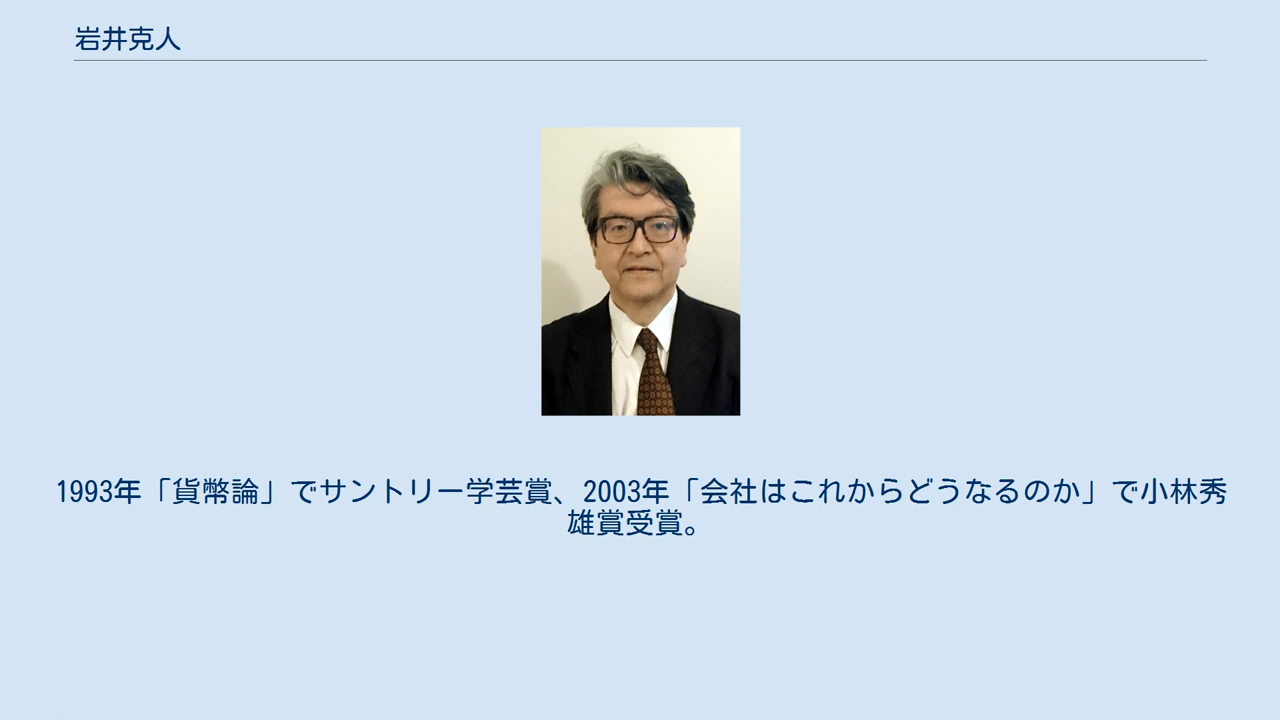 岩井克人
1993年「貨幣論」でサントリー学芸賞、2003年「会社はこれからどうなるのか」で小林秀
雄賞受賞。